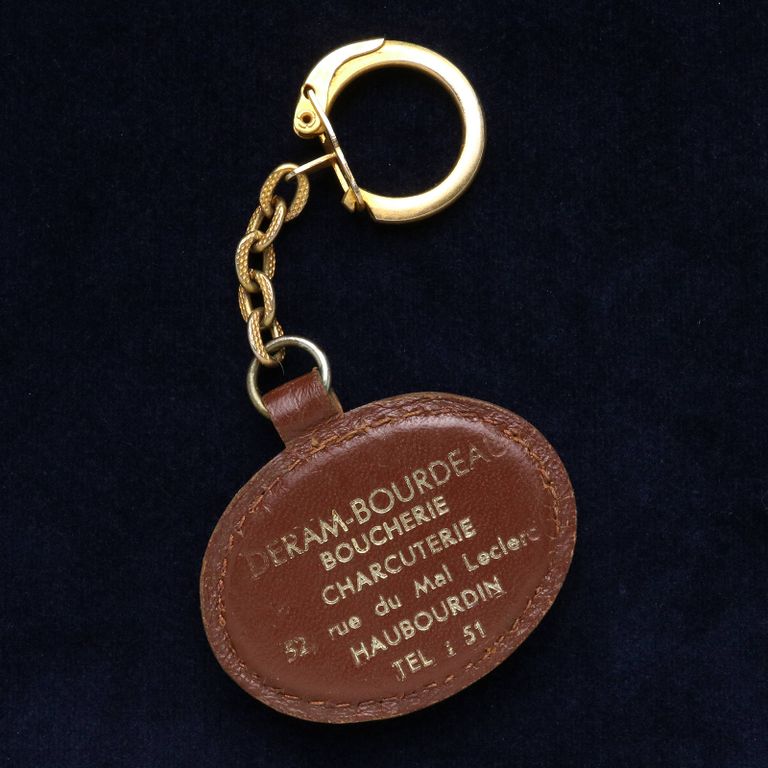 DERAM-BOURDEAU
BOUCHERIE
CHARCUTERIE
52, rue du Mal Leclerc
HAUBOURDIN
TEL : 51